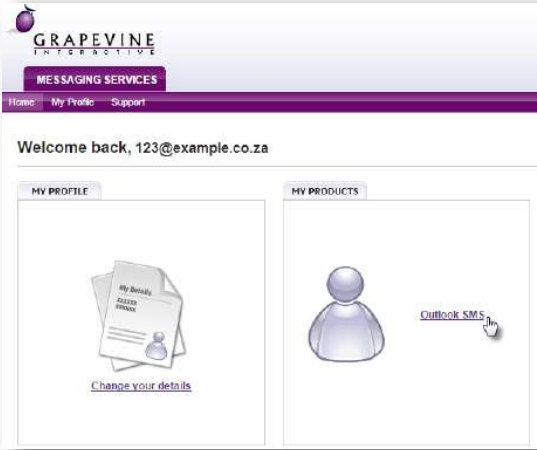 GRAPEVINE
INTERACTIVE
MESSAGING SERVICES
Home My Profile Support
Welcome back, 123@example.co.za
MY PROFILE
MY PRODUCTS
My Details
Outlook SMS
Change your details